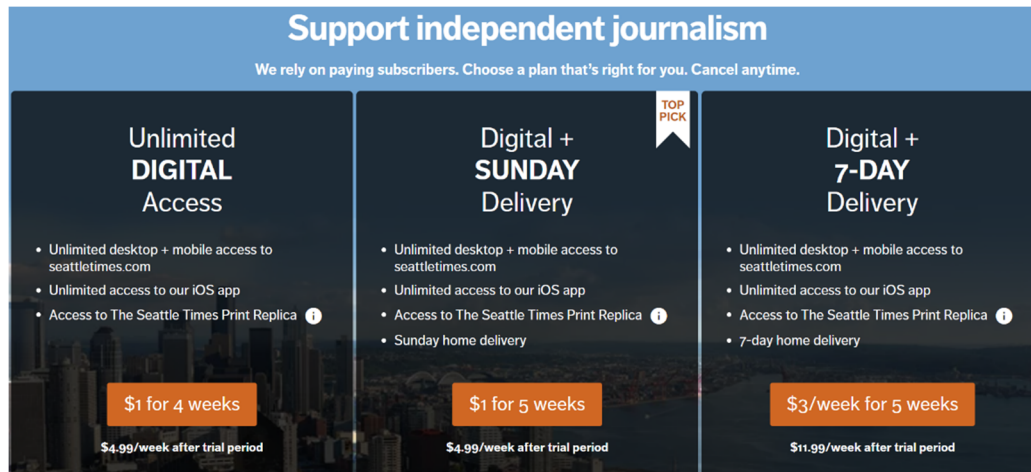 Support independent journalism
We rely on paying subscribers. Choose a plan that's right for you. Cancel anytime.
Unlimited
DIGITAL
Access
• Unlimited desktop + mobile access to
seattletimes.com
• Unlimited access to our iOS app
• Access to The Seattle Times Print Replica i
$1 for 4 weeks
$4.99/week after trial period
TOP
PICK
Digital +
SUNDAY
Delivery
• Unlimited desktop + mobile access to
seattletimes.com
• Unlimited access to our iOS app
• Access to The Seattle Times Print Replica i
• Sunday home delivery
$1 for 5 weeks
$4.99/week after trial period
Digital +
7-DAY
Delivery
• Unlimited desktop + mobile access to
seattletimes.com
• Unlimited access to our iOS app
• Access to The Seattle Times Print Replica i
• 7-day home delivery
$3/week for 5 weeks
$11.99/week after trial period